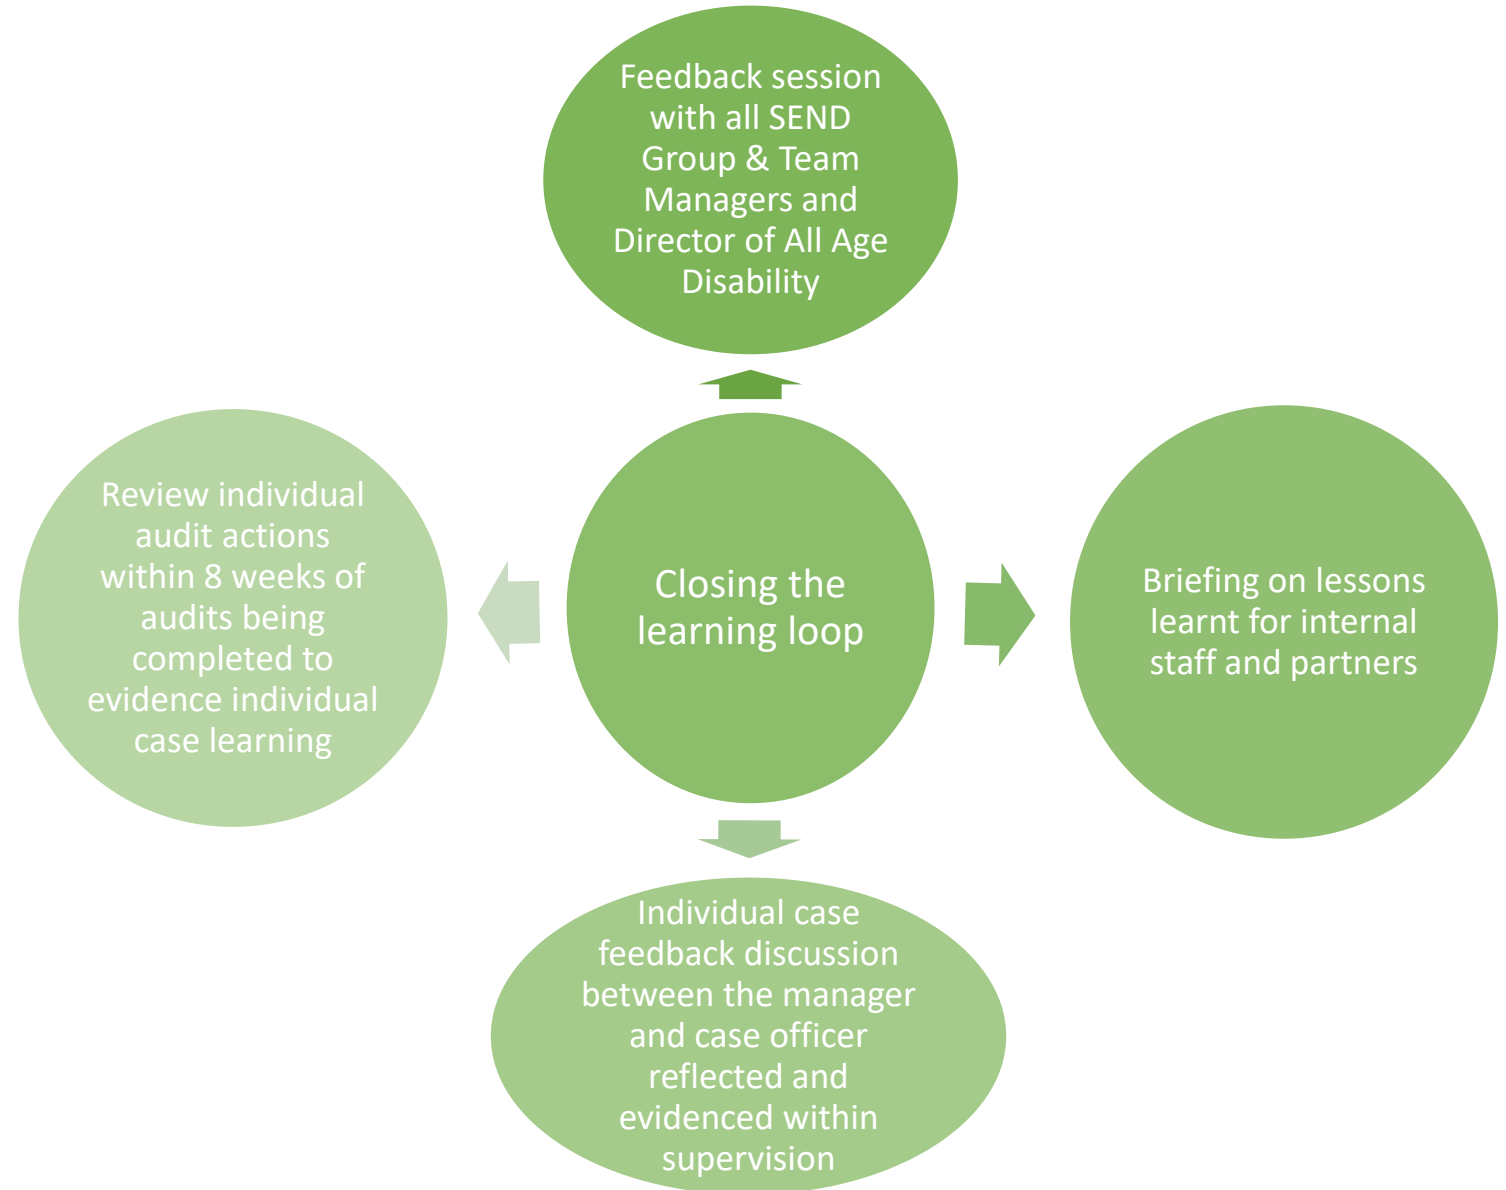 Feedback session
with all SEND
Group & Team
Managers and
Director of All Age
Disability
Review individual
audit actions
within 8 weeks of
audits being
completed to
evidence individual
case learning
Closing the
learning loop
Briefing on lessons
learnt for internal
staff and partners
Individual case
feedback discussion
between the manager
and case officer
reflected and
evidenced within
supervision